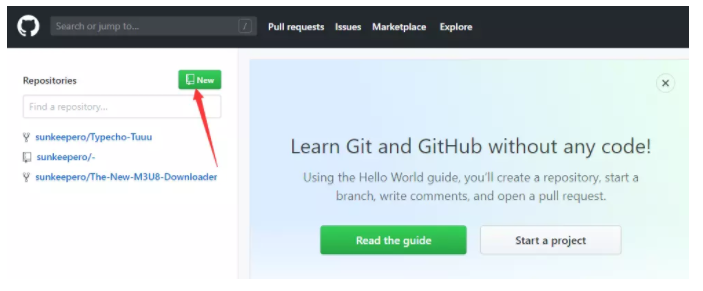 Search or jump to...
/
Pull requests Issues Marketplace Explore
Repositories
New
Find a repository...
sunkeepero/Typecho-Tuuu
sunkeepero/-
sunkeepero/The-New-M3U8-Downloader
Learn Git and GitHub without any code!
Using the Hello World guide, you'll create a repository, start a
branch, write comments, and open a pull request.
Read the guide
Start a project